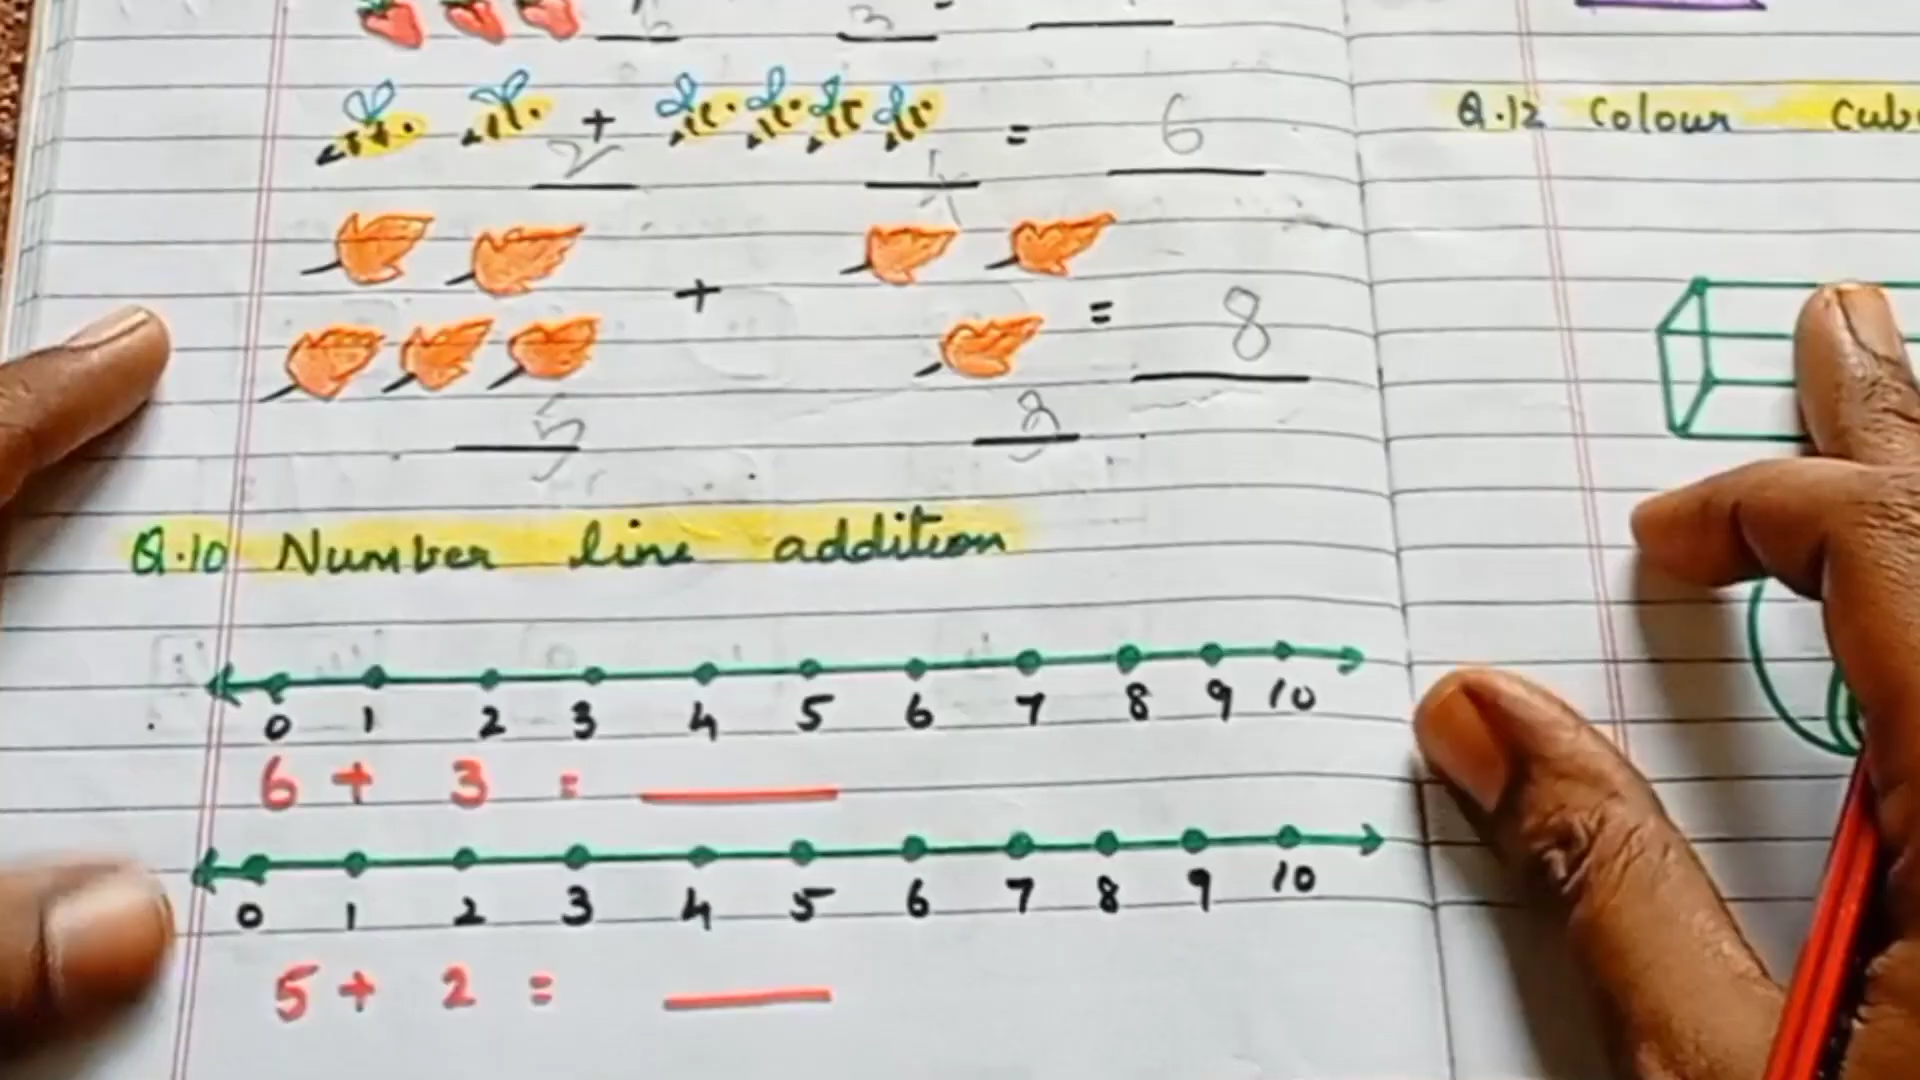 6 3 =
+ =
2 4 6
+ =
8
5 3
Q.10 Number line addition
0 1 2 3 4 5 6 7 8 9 10
6 + 3 =
0 1 2 3 4 5 6 7 8 9 10
5 + 2 =
Q.12 Colour